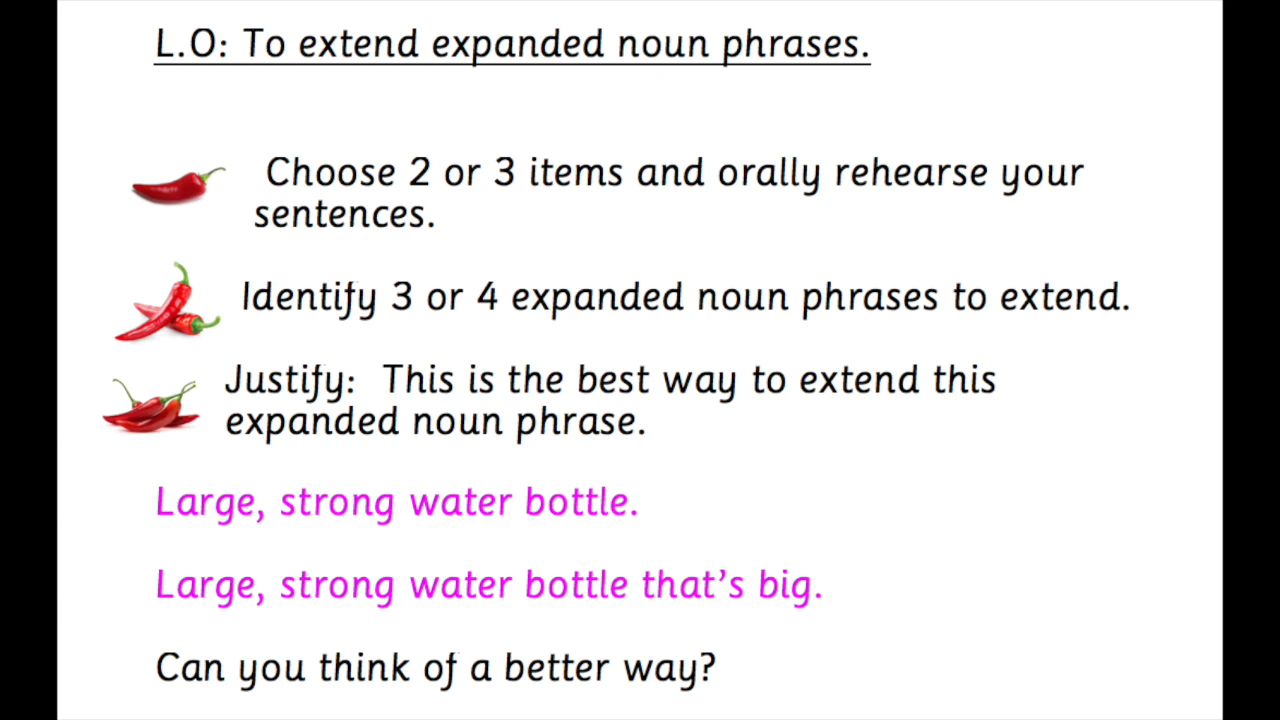 L.O: To extend expanded noun phrases.
Choose 2 or 3 items and orally rehearse your
sentences.
Identify 3 or 4 expanded noun phrases to extend.
Justify: This is the best way to extend this
expanded noun phrase.
Large, strong water bottle.
Large, strong water bottle that’s big.
Can you think of a better way?